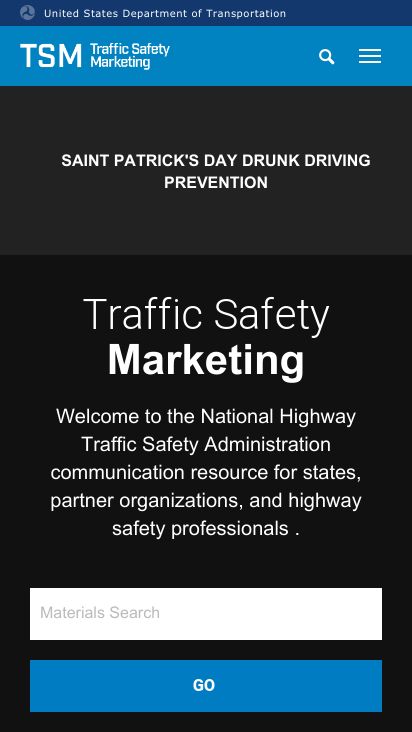 United States Department of Transportation
TSM Traffic Safety
Marketing
SAINT PATRICK'S DAY DRUNK DRIVING
PREVENTION
Traffic Safety
Marketing
Welcome to the National Highway
Traffic Safety Administration
communication resource for states,
partner organizations, and highway
safety professionals .
Materials Search
GO